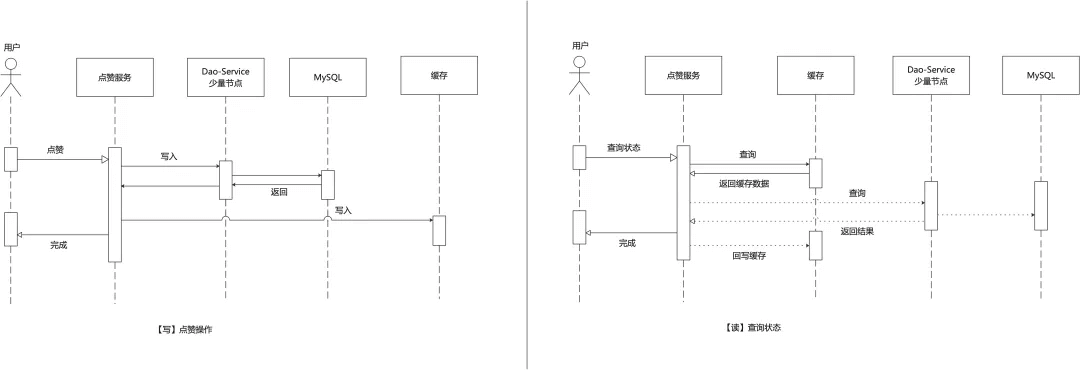 用户
点赞服务
Dao-Service
少量节点
MySQL
缓存
点赞
写入
返回
写入
完成
【写】点赞操作
用户
点赞服务
缓存
Dao-Service
少量节点
MySQL
查询状态
查询
返回缓存数据
查询
返回结果
完成
回写缓存
【读】查询状态